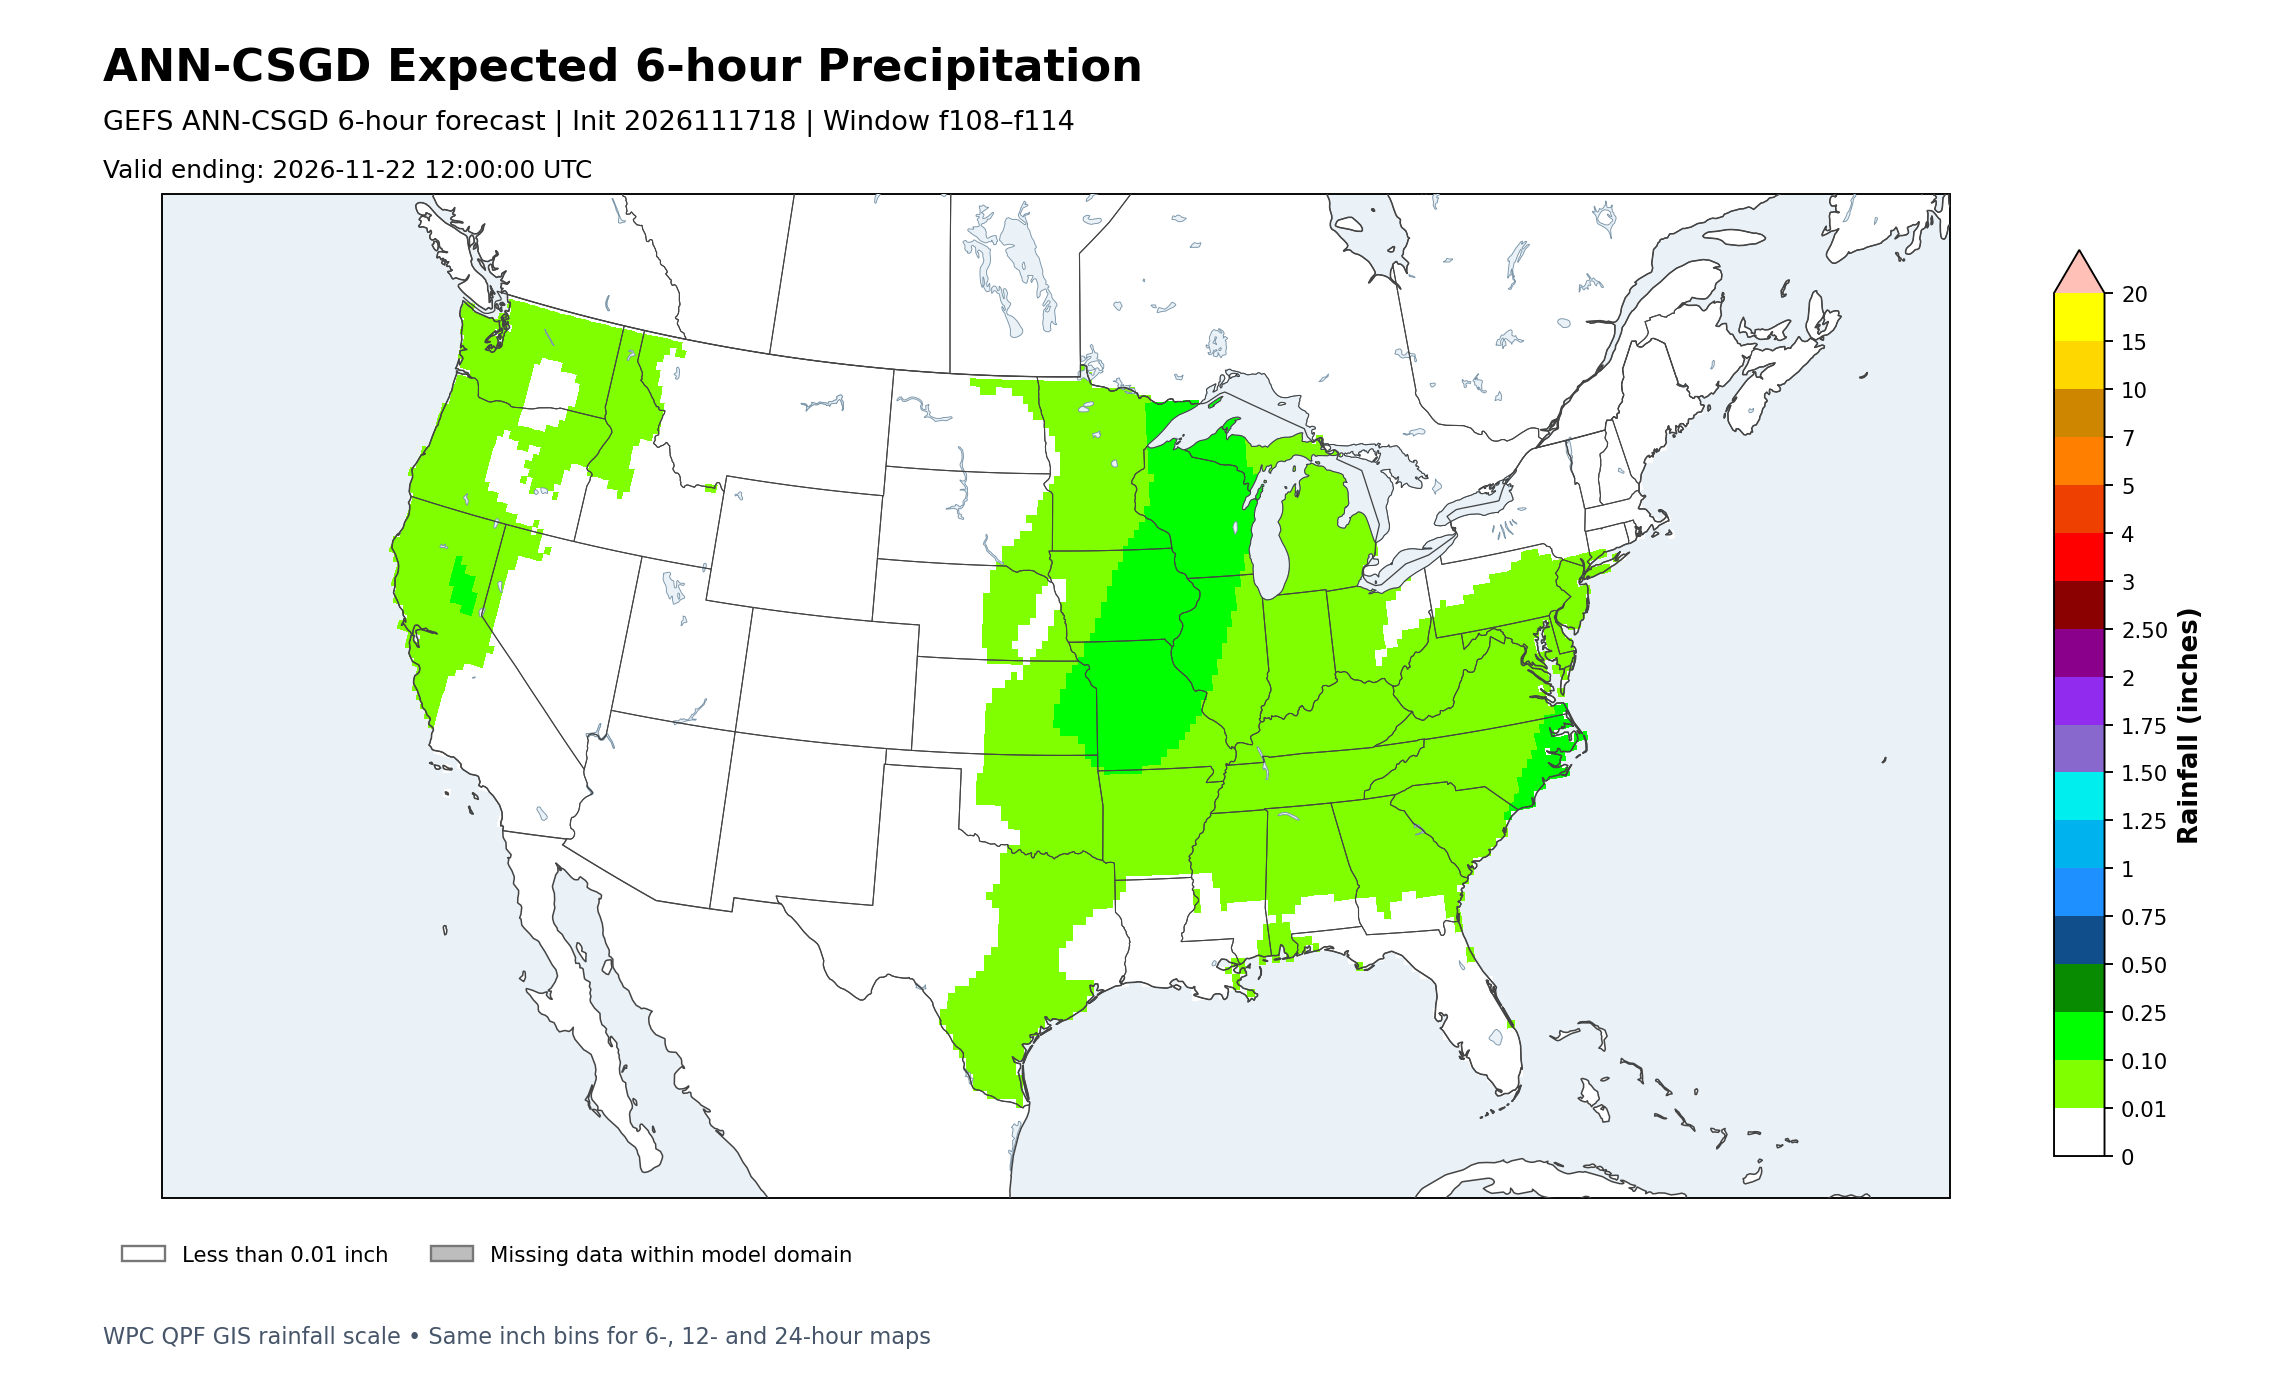 ANN-CSGD Expected 6-hour Precipitation
GEFS ANN-CSGD 6-hour forecast | Init 2026111718 | Window f108–f114
Valid ending: 2026-11-22 12:00:00 UTC
20
15
10
7
5
4
3
2.50
2
1.75
1.50
1.25
1
0.75
0.50
0.25
0.10
0.01
0
Rainfall (inches)
Less than 0.01 inch
Missing data within model domain
WPC QPF GIS rainfall scale • Same inch bins for 6-, 12- and 24-hour maps